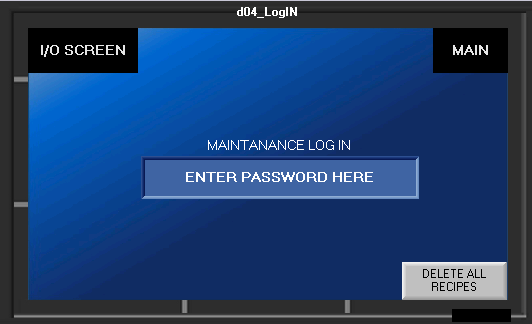 d04_LogIN
I/O SCREEN
MAIN
MAINTANANCE LOG IN
ENTER PASSWORD HERE
DELETE ALL
RECIPES